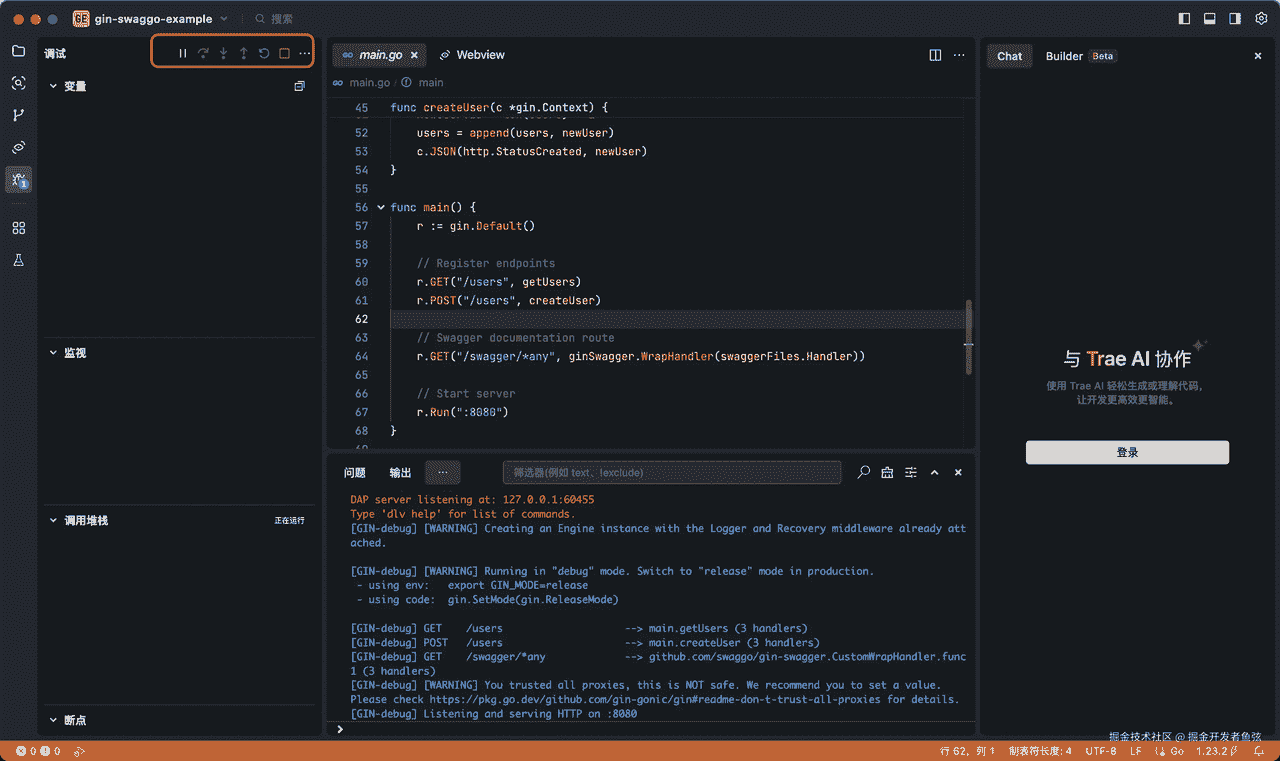 GE gin-swaggo-example
搜索
调试
变量
监视
调用堆栈
正在运行
断点
main.go
Webview
main.go / main
45 func createUser(c *gin.Context) {
52 users = append(users, newUser)
53 c.JSON(http.StatusCreated, newUser)
54 }
55
56 func main() {
57 r := gin.Default()
58
59 // Register endpoints
60 r.GET("/users", getUsers)
61 r.POST("/users", createUser)
62
63 // Swagger documentation route
64 r.GET("/swagger/*any", ginSwagger.WrapHandler(swaggerFiles.Handler))
65
66 // Start server
67 r.Run(":8080")
68 }
问题 输出 ···
筛选器(例如 text、!exclude)
DAP server listening at: 127.0.0.1:60455
Type 'dlv help' for list of commands.
[GIN-debug] [WARNING] Creating an Engine instance with the Logger and Recovery middleware already att
ached.
[GIN-debug] [WARNING] Running in "debug" mode. Switch to "release" mode in production.
- using env: export GIN_MODE=release
- using code: gin.SetMode(gin.ReleaseMode)
[GIN-debug] GET /users --> main.getUsers (3 handlers)
[GIN-debug] POST /users --> main.createUser (3 handlers)
[GIN-debug] GET /swagger/*any --> github.com/swaggo/gin-swagger.CustomWrapHandler.func
1 (3 handlers)
[GIN-debug] [WARNING] You trusted all proxies, this is NOT safe. We recommend you to set a value.
Please check https://pkg.go.dev/github.com/gin-gonic/gin#readme-don-t-trust-all-proxies for details.
[GIN-debug] Listening and serving HTTP on :8080
Chat
Builder Beta
与 Trae AI 协作
使用 Trae AI 轻松生成或理解代码，
让开发更高效更智能。
登录
掘金技术社区 @ 掘金开发者鱼弦
0 0
行 62，列 1 制表符长度: 4 UTF-8 LF Go 1.23.2